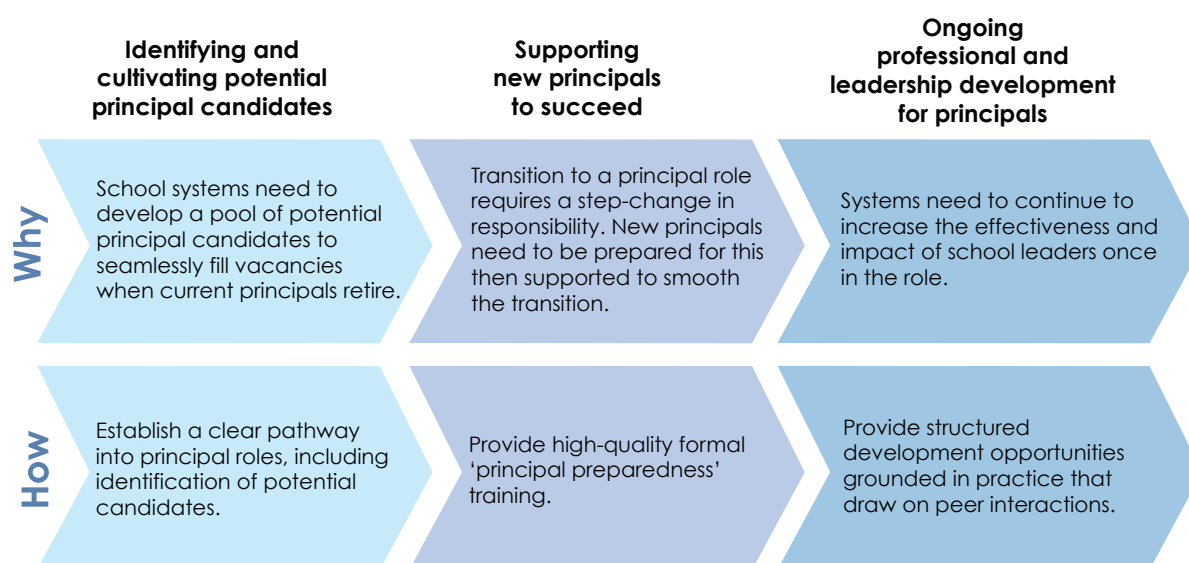 Identifying and
cultivating potential
principal candidates
Supporting
new principals
to succeed
Ongoing
professional and
leadership development
for principals
Why
School systems need to
develop a pool of potential
principal candidates to
seamlessly fill vacancies
when current principals retire.
Transition to a principal role
requires a step-change in
responsibility. New principals
need to be prepared for this
then supported to smooth
the transition.
Systems need to continue to
increase the effectiveness and
impact of school leaders once
in the role.
How
Establish a clear pathway
into principal roles, including
identification of potential
candidates.
Provide high-quality formal
‘principal preparedness’
training.
Provide structured
development opportunities
grounded in practice that
draw on peer interactions.